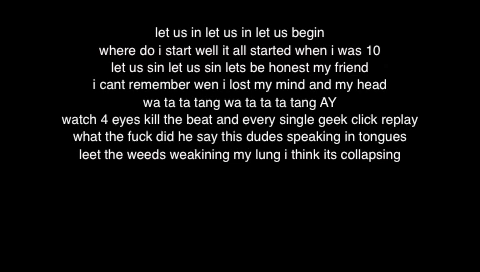 let us in let us in let us begin
where do i start well it all started when i was 10
let us sin let us sin lets be honest my friend
i cant remember wen i lost my mind and my head
wa ta ta tang wa ta ta ta tang AY
watch 4 eyes kill the beat and every single geek click replay
what the fuck did he say this dudes speaking in tongues
leet the weeds weakining my lung i think its collapsing